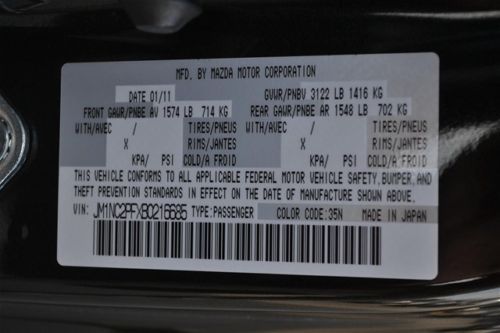 MFD. BY MAZDA MOTOR CORPORATION
DATE 01/11 GVWR/PNBV 3122 LB 1416 KG
FRONT GAWR/PNBE AV 1574 LB 714 KG REAR GAWR/PNBE AR 1548 LB 702 KG
WITH/AVEC / TIRES/PNEUS WITH/AVEC / TIRES/PNEUS
X RIMS/JANTES X RIMS/JANTES
KPA/ PSI COLD/A FROID KPA/ PSI COLD/A FROID
THIS VEHICLE CONFORMS TO ALL APPLICABLE FEDERAL MOTOR VEHICLE SAFETY, BUMPER, AND
THEFT PREVENTION STANDARDS IN EFFECT ON THE DATE OF MANUFACTURE SHOWN ABOVE.
VIN: JM1NC2PFXB0216685 TYPE:PASSENGER COLOR CODE:35N MADE IN JAPAN